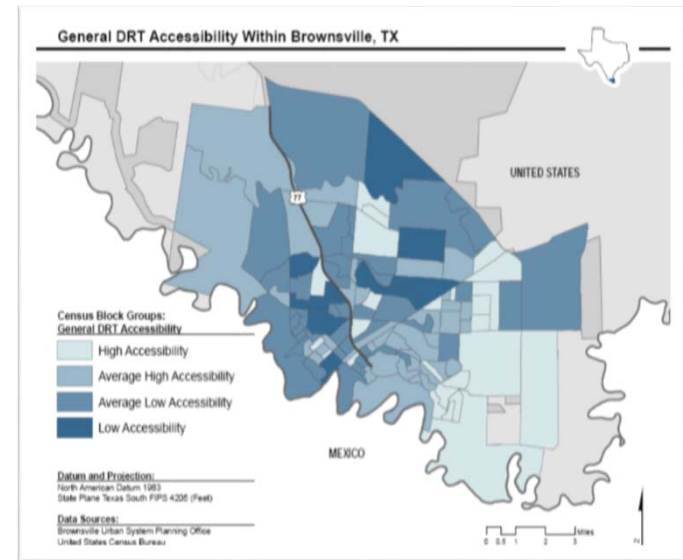 General DRT Accessibility Within Brownsville, TX
UNITED STATES
77
Census Block Groups:
General DRT Accessibility
High Accessibility
Average High Accessibility
Average Low Accessibility
Low Accessibility
MEXICO
Datum and Projection:
North American Datum 1983
State Plane Texas South FIPS 4205 (Feet)
Data Sources:
Brownsville Urban System Planning Office
United States Census Bureau
Miles
0 0.5 1 2 3